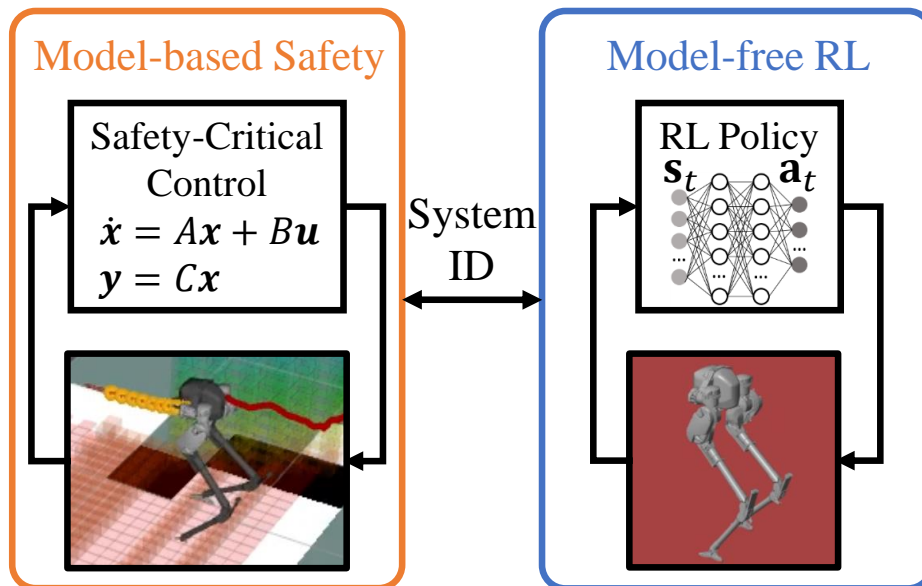 Model-based Safety
Safety-Critical
Control
ẋ = Ax + Bu
y = Cx
System
ID
Model-free RL
RL Policy
s_t
a_t
...
...
...
...